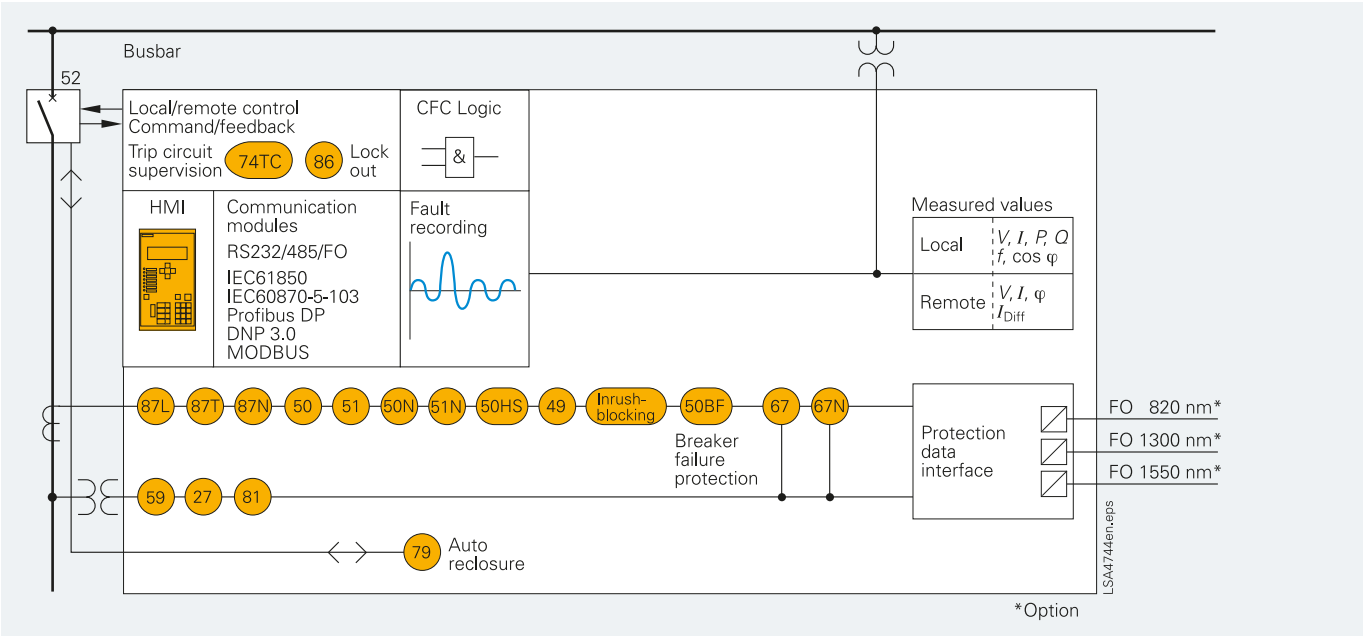 Busbar
52
Local/remote control
Command/feedback
Trip circuit
supervision
74TC
86
Lock
out
CFC Logic
&
HMI
Communication
modules
RS232/485/FO
IEC61850
IEC60870-5-103
Profibus DP
DNP 3.0
MODBUS
Fault
recording
Measured values
Local
V, I, P, Q
f, cos φ
Remote
V, I, φ
IDiff
87L
87T
87N
50
51
50N
51N
50HS
49
Inrush-
blocking
50BF
67
67N
Breaker
failure
protection
Protection
data
interface
FO 820 nm*
FO 1300 nm*
FO 1550 nm*
59
27
81
79
Auto
reclosure
LSA4744en.eps
*Option